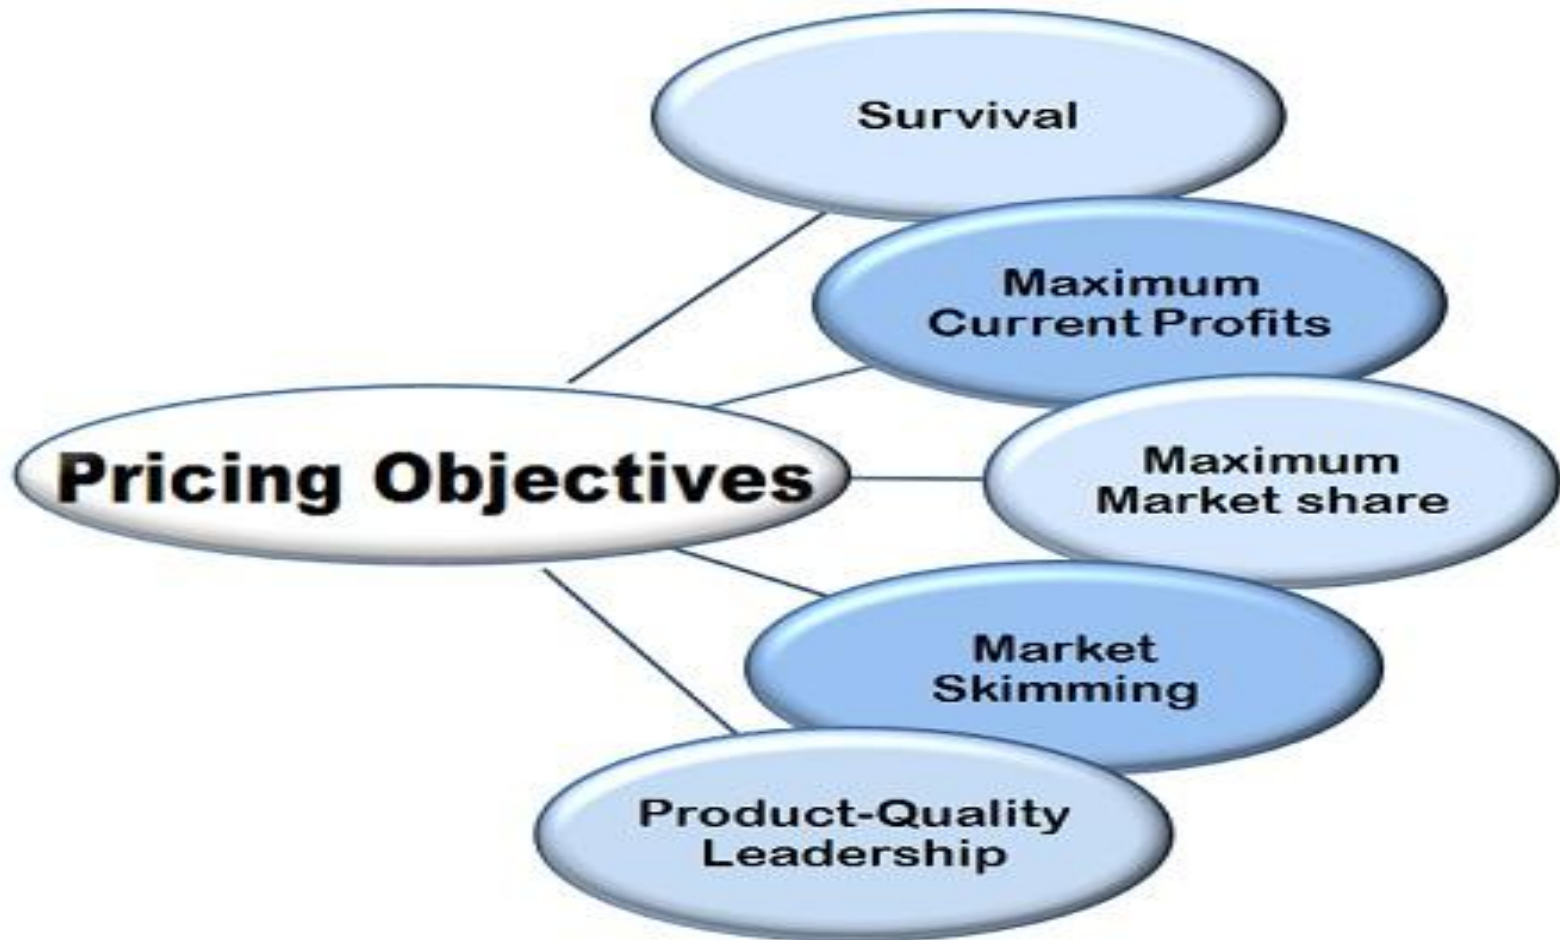 Survival
Maximum
Current Profits
Pricing Objectives
Maximum
Market share
Market
Skimming
Product-Quality
Leadership